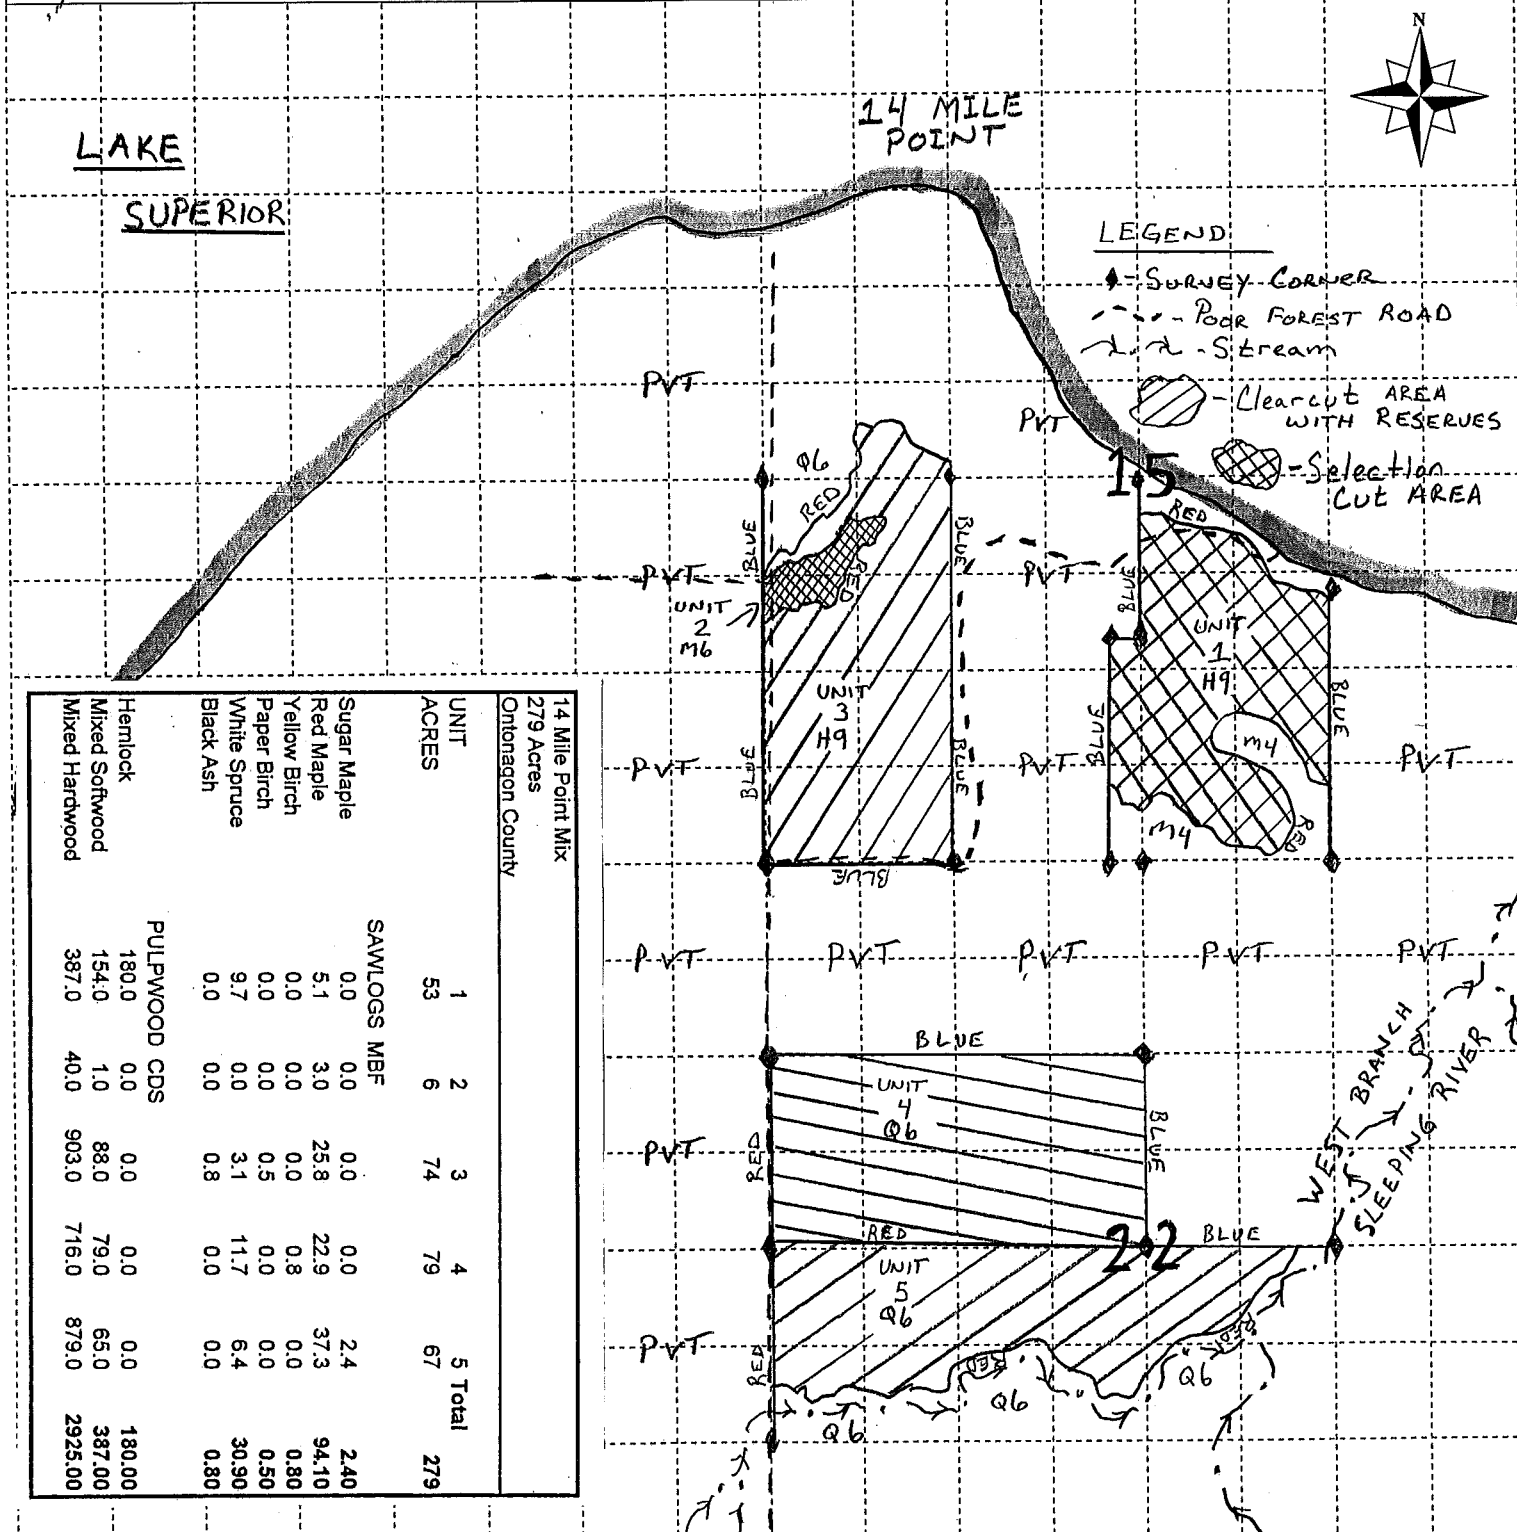 N
14 MILE
POINT
LAKE
SUPERIOR
LEGEND
- SURVEY CORNER
- POOR FOREST ROAD
- Stream
- Clearcut AREA
WITH RESERVES
- Selection
CUT AREA
PVT
PVT
Q6
RED
BLUE
BLUE
15
RED
PVT
RED
PVT
BLUE
UNIT
2
M6
UNIT
1
H9
UNIT
3
H9
BLUE
BLUE
M4
PVT
BLUE
BLUE
PVT
PVT
M4
RED
BLUE
PVT
PVT
PVT
PVT
PVT
BLUE
UNIT
4
Q6
BLUE
RED
PVT
WEST BRANCH
SLEEPING RIVER
RED
22
BLUE
UNIT
5
Q6
PVT
RED
RED
RED
Q6
Q6
Q6
14 Mile Point Mix
279 Acres
Ontonagon County
UNIT 1 2 3 4 5 Total
ACRES 53 6 74 79 67 279
SAWLOGS MBF
Sugar Maple 0.0 0.0 0.0 0.0 2.4 2.40
Red Maple 5.1 3.0 25.8 22.9 37.3 94.10
Yellow Birch 0.0 0.0 0.0 0.8 0.0 0.80
Paper Birch 0.0 0.0 0.5 0.0 0.0 0.50
White Spruce 9.7 0.0 3.1 11.7 6.4 30.90
Black Ash 0.0 0.0 0.8 0.0 0.0 0.80
PULPWOOD CDS
Hemlock 180.0 0.0 0.0 0.0 0.0 180.00
Mixed Softwood 154.0 1.0 88.0 79.0 65.0 387.00
Mixed Hardwood 387.0 40.0 903.0 716.0 879.0 2925.00